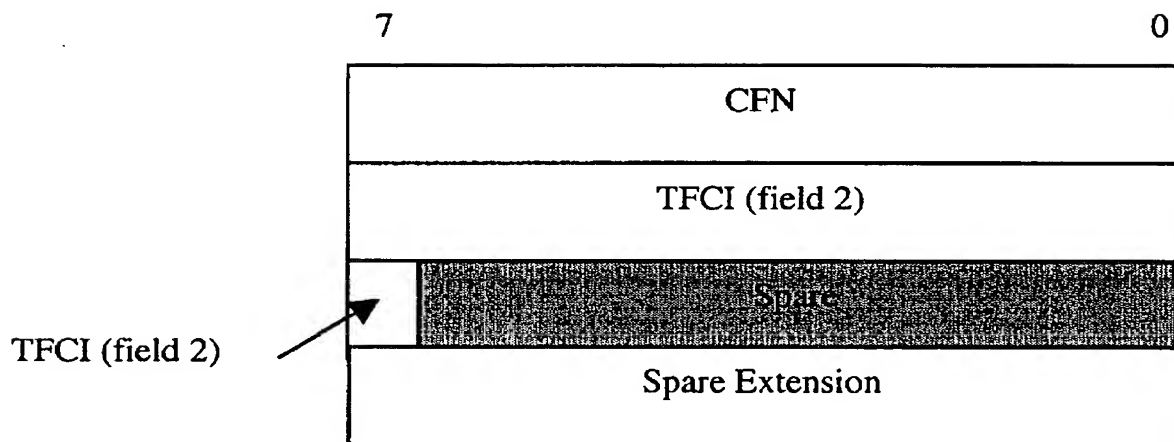 7 0
CFN
TFCI (field 2)
Spare
TFCI (field 2)
Spare Extension